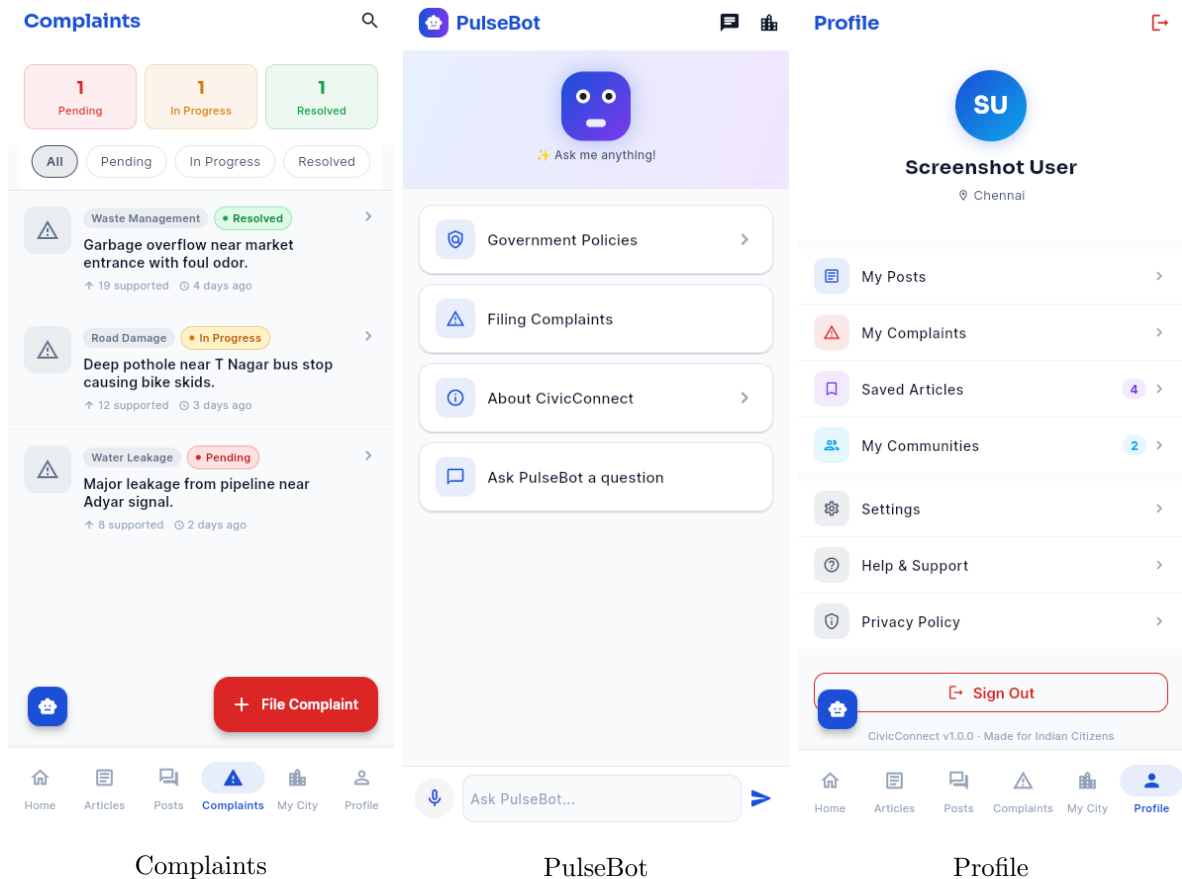 Complaints
1
Pending
1
In Progress
1
Resolved
All
Pending
In Progress
Resolved
Waste Management
Resolved
Garbage overflow near market
entrance with foul odor.
19 supported
4 days ago
Road Damage
In Progress
Deep pothole near T Nagar bus stop
causing bike skids.
12 supported
3 days ago
Water Leakage
Pending
Major leakage from pipeline near
Adyar signal.
8 supported
2 days ago
File Complaint
Home
Articles
Posts
Complaints
My City
Profile
Complaints
PulseBot
✨ Ask me anything!
Government Policies
Filing Complaints
About CivicConnect
Ask PulseBot a question
Ask PulseBot...
PulseBot
Profile
SU
Screenshot User
Chennai
My Posts
My Complaints
Saved Articles
4
My Communities
2
Settings
Help & Support
Privacy Policy
Sign Out
CivicConnect v1.0.0 · Made for Indian Citizens
Home
Articles
Posts
Complaints
My City
Profile
Profile